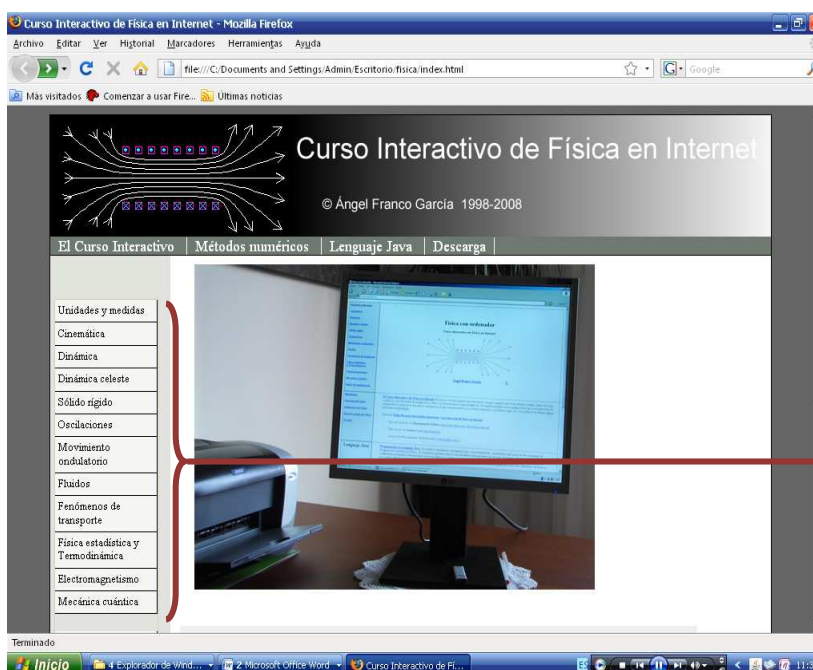 Curso Interactivo de Física en Internet - Mozilla Firefox
Archivo Editar Ver Historial Marcadores Herramientas Ayuda
file:///C:/Documents and Settings/Admin/Escritorio/fisica/index.html
Google
Más visitados Comenzar a usar Fire... Últimas noticias
Curso Interactivo de Física en Internet
© Ángel Franco García 1998-2008
El Curso Interactivo Métodos numéricos Lenguaje Java Descarga
Unidades y medidas
Cinemática
Dinámica
Dinámica celeste
Sólido rígido
Oscilaciones
Movimiento
ondulatorio
Fluidos
Fenómenos de
transporte
Física estadística y
Termodinámica
Electromagnetismo
Mecánica cuántica
Física con ordenador
Terminado
Inicio 4 Explorador de Wind... 2 Microsoft Office Word Curso Interactivo de Fí... ES